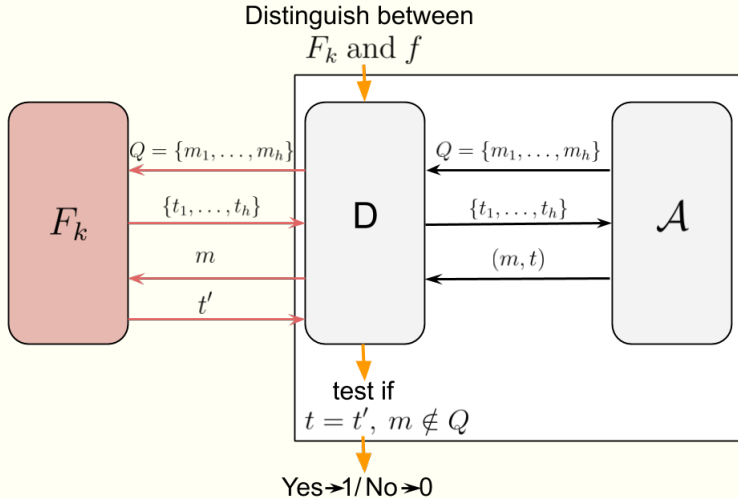 Distinguish between
F_k and f
Q = {m_1, . . . , m_h}
Q = {m_1, . . . , m_h}
{t_1, . . . , t_h}
{t_1, . . . , t_h}
F_k
D
𝒜
m
(m, t)
t′
test if
t = t′, m ∉ Q
Yes→1/No→0